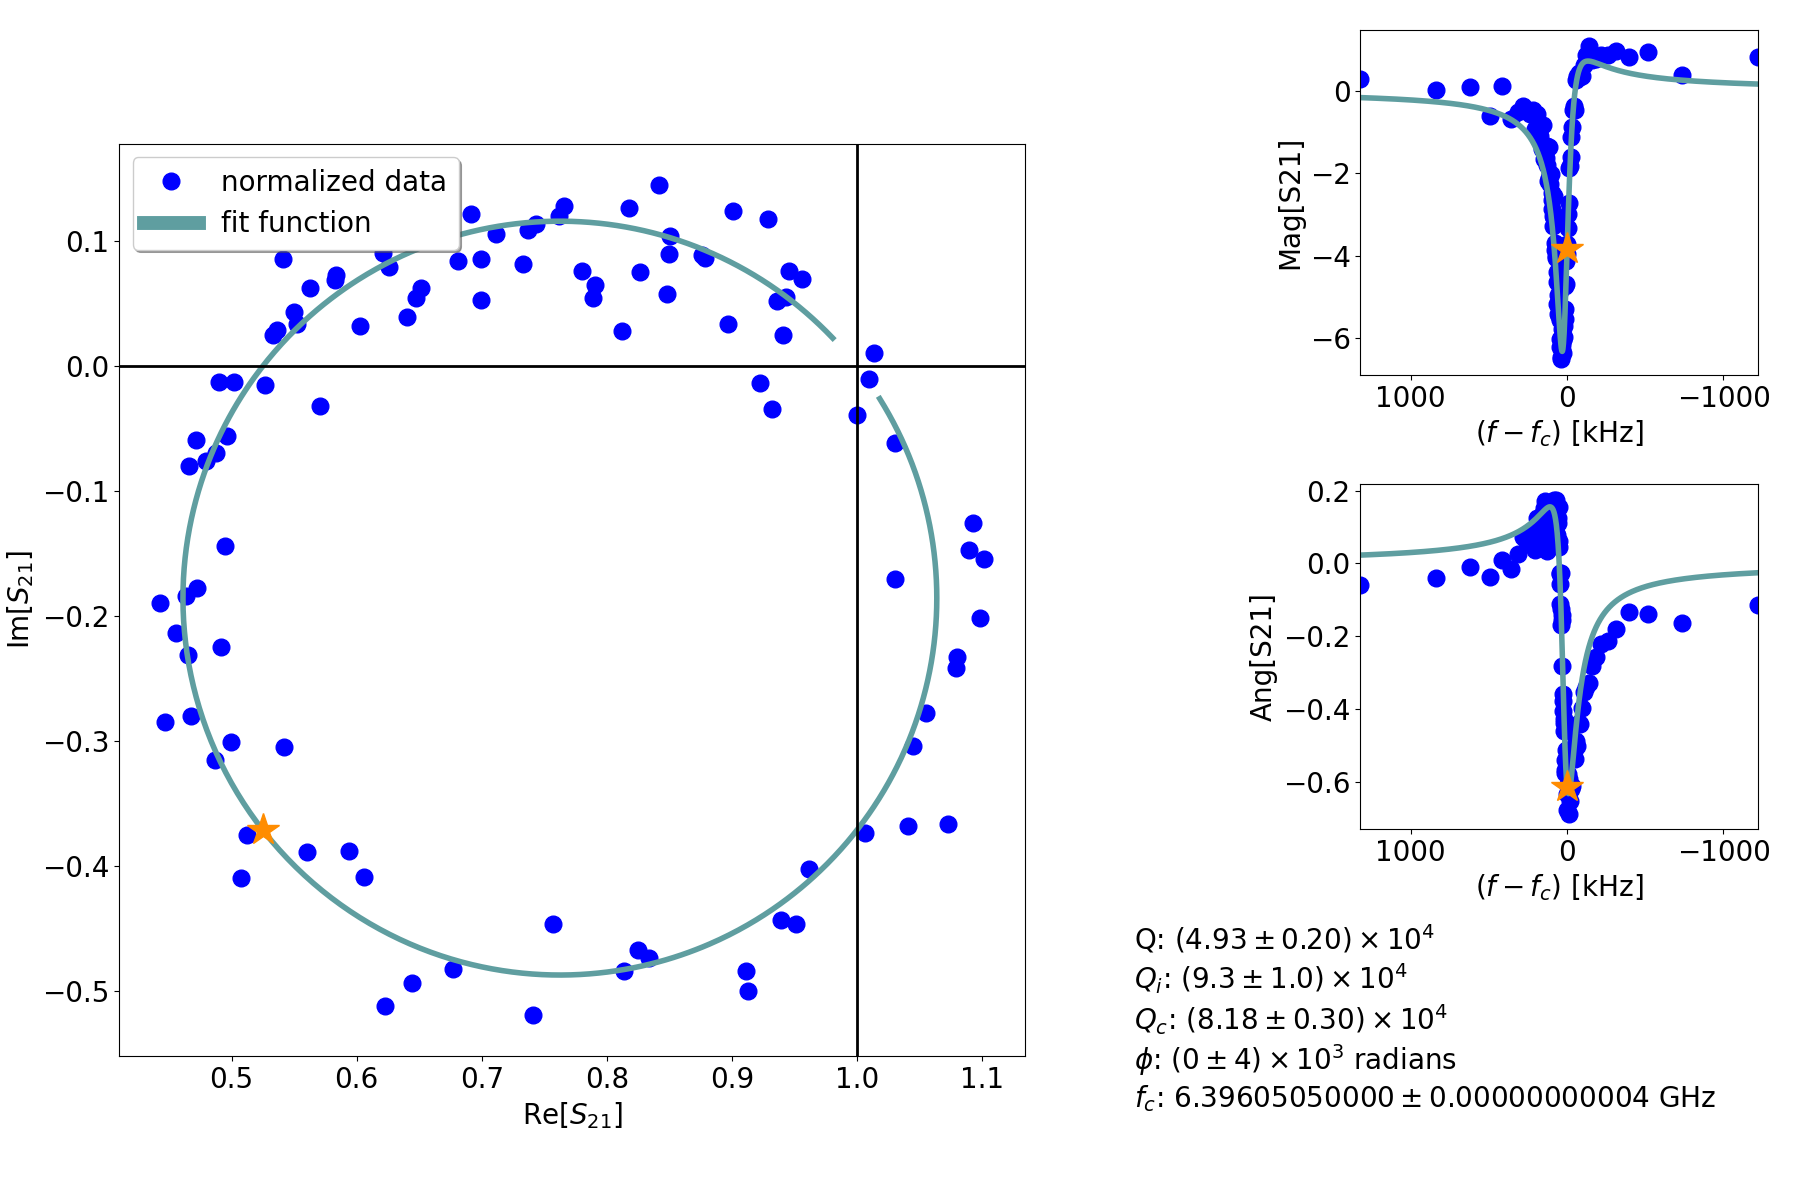 normalized data
fit function
0.1
0.0
−0.1
−0.2
−0.3
−0.4
−0.5
Im[S21]
0.5 0.6 0.7 0.8 0.9 1.0 1.1
Re[S21]
0
−2
−4
−6
Mag[S21]
1000 0 −1000
(f − fc) [kHz]
0.2
0.0
−0.2
−0.4
−0.6
Ang[S21]
1000 0 −1000
(f − fc) [kHz]
Q: (4.93 ± 0.20) × 10^4
Qi: (9.3 ± 1.0) × 10^4
Qc: (8.18 ± 0.30) × 10^4
ϕ: (0 ± 4) × 10^3 radians
fc: 6.39605050000 ± 0.00000000004 GHz